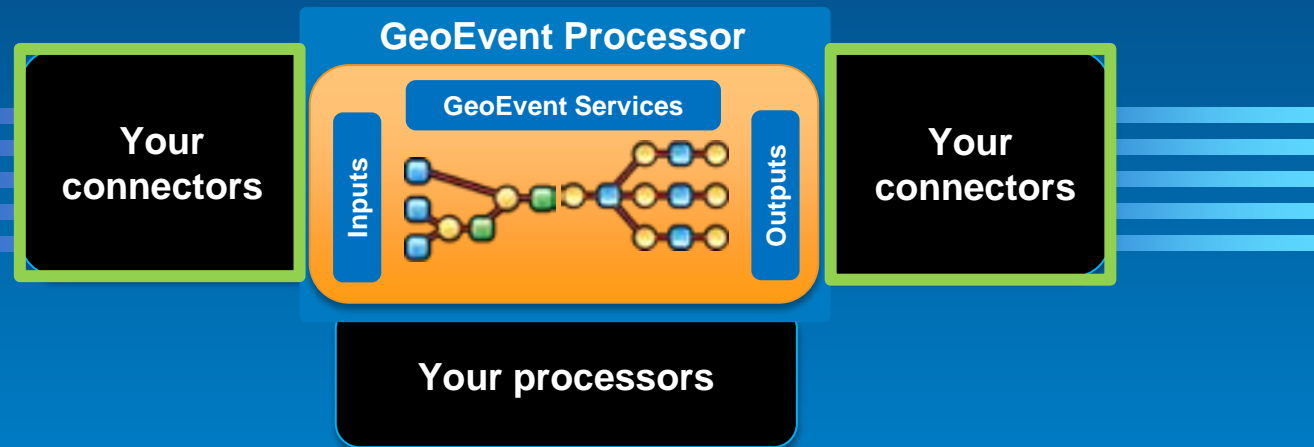 GeoEvent Processor
Your
connectors
Inputs
GeoEvent Services
Outputs
Your
connectors
Your processors